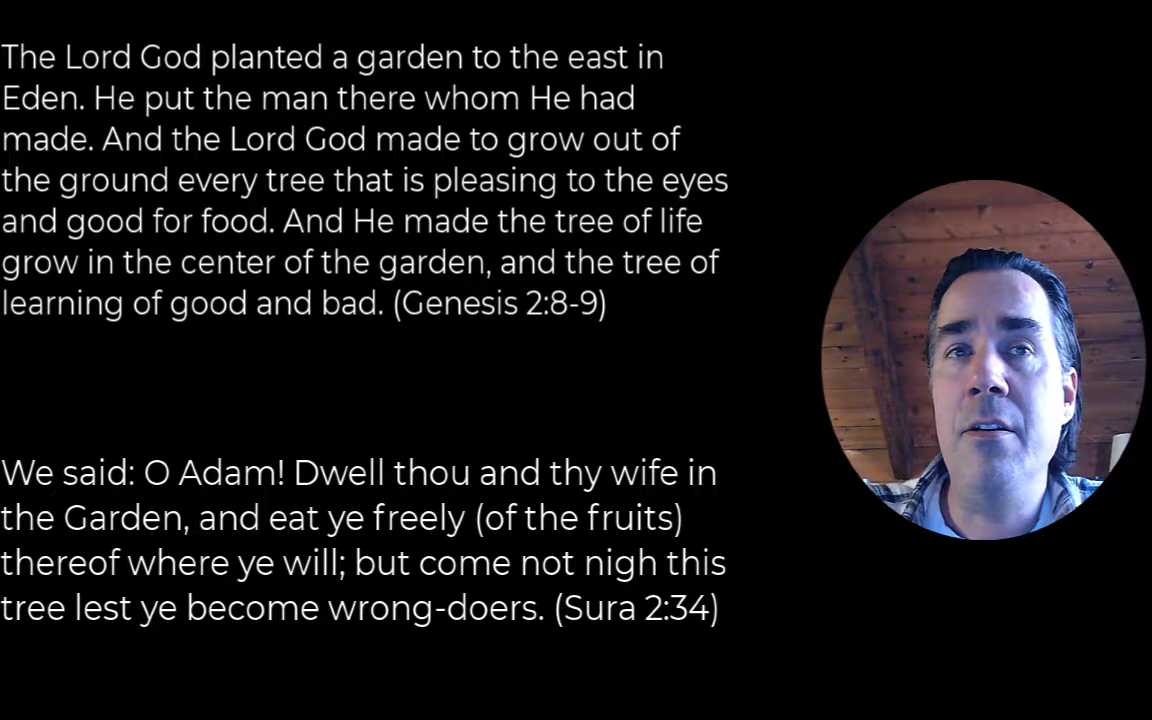 The Lord God planted a garden to the east in
Eden. He put the man there whom He had
made. And the Lord God made to grow out of
the ground every tree that is pleasing to the eyes
and good for food. And He made the tree of life
grow in the center of the garden, and the tree of
learning of good and bad. (Genesis 2:8-9)
We said: O Adam! Dwell thou and thy wife in
the Garden, and eat ye freely (of the fruits)
thereof where ye will; but come not nigh this
tree lest ye become wrong-doers. (Sura 2:34)